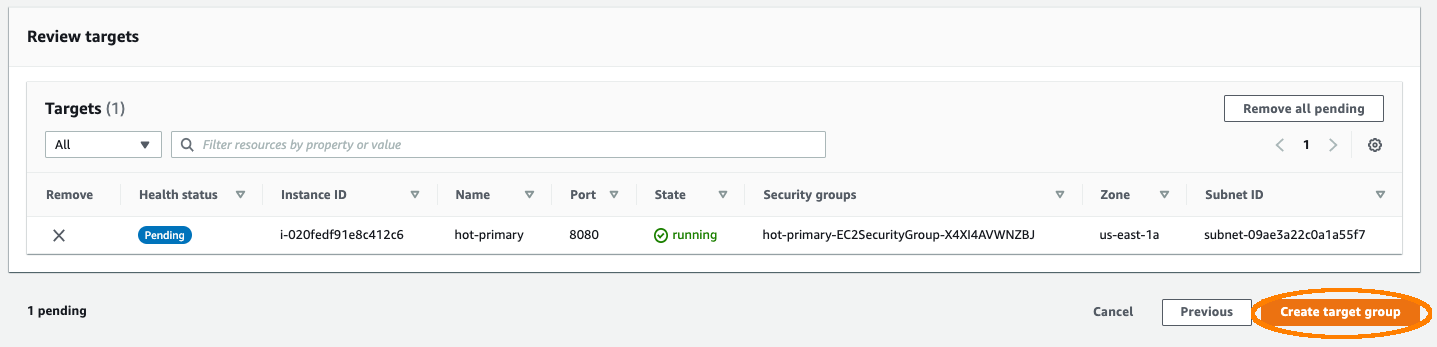 Review targets
Targets (1)
Remove all pending
All
Filter resources by property or value
1
Remove Health status Instance ID Name Port State Security groups Zone Subnet ID
Pending i-020fedf91e8c412c6 hot-primary 8080 running hot-primary-EC2SecurityGroup-X4XI4AVWNZBJ us-east-1a subnet-09ae3a22c0a1a55f7
1 pending
Cancel Previous Create target group